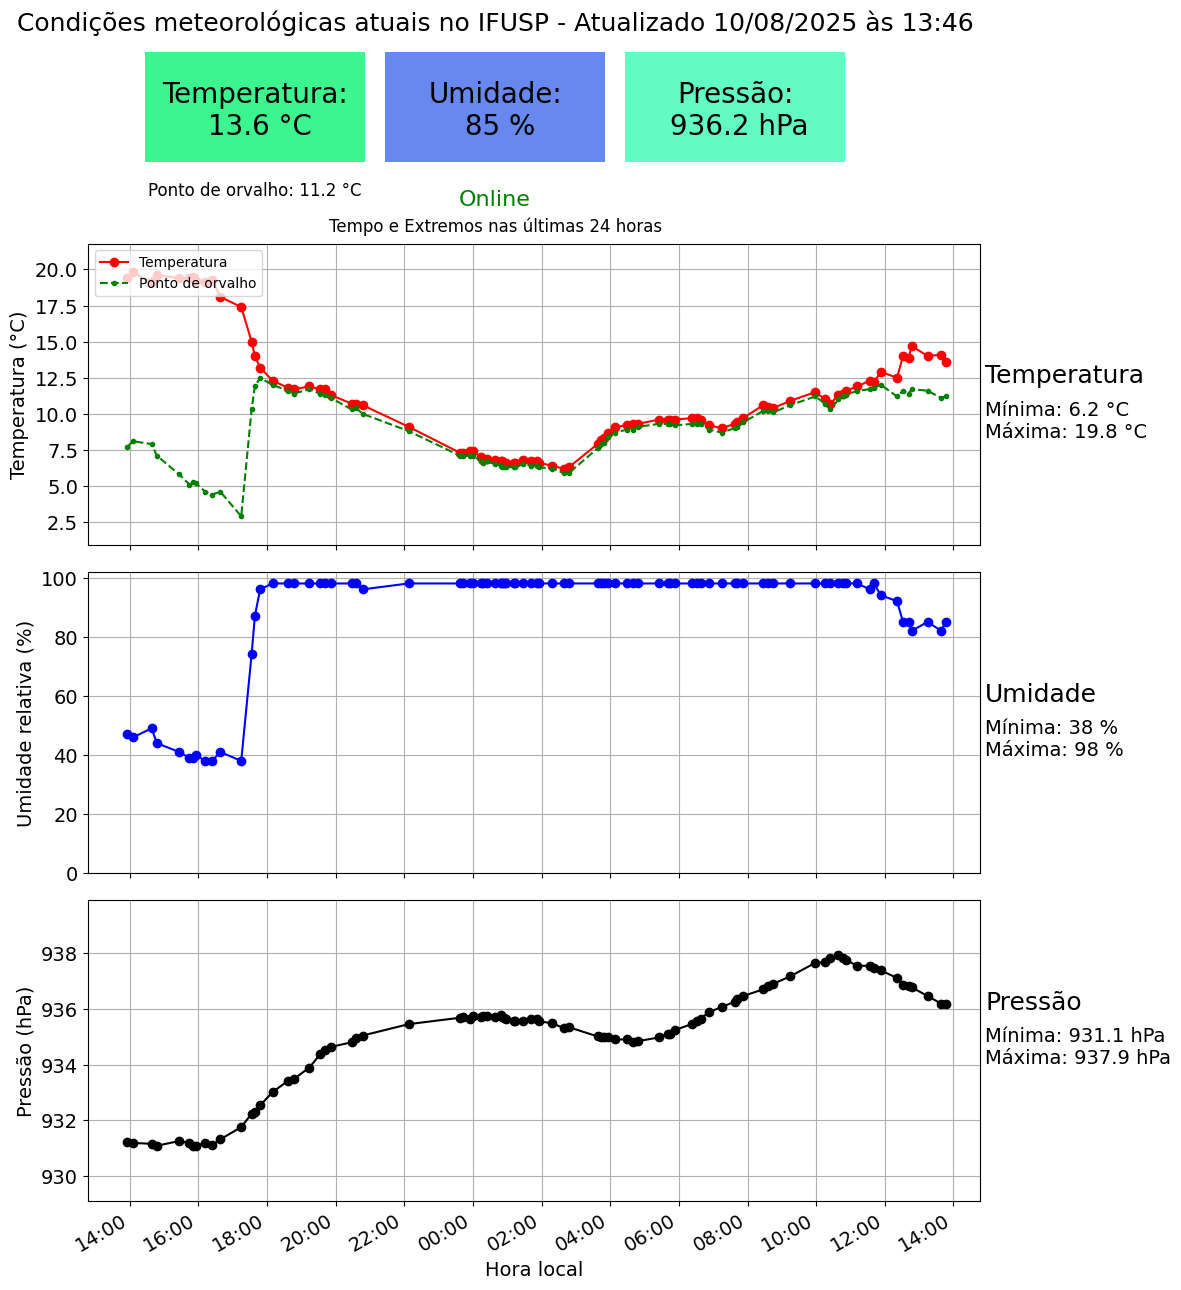 Condições meteorológicas atuais no IFUSP - Atualizado 10/08/2025 às 13:46
Temperatura:
13.6 °C
Umidade:
85 %
Pressão:
936.2 hPa
Ponto de orvalho: 11.2 °C
Online
Tempo e Extremos nas últimas 24 horas
Temperatura
Ponto de orvalho
Temperatura (°C)
20.0
17.5
15.0
12.5
10.0
7.5
5.0
2.5
Temperatura
Mínima: 6.2 °C
Máxima: 19.8 °C
Umidade relativa (%)
100
80
60
40
20
0
Umidade
Mínima: 38 %
Máxima: 98 %
Pressão (hPa)
938
936
934
932
930
Pressão
Mínima: 931.1 hPa
Máxima: 937.9 hPa
14:00 16:00 18:00 20:00 22:00 00:00 02:00 04:00 06:00 08:00 10:00 12:00 14:00
Hora local